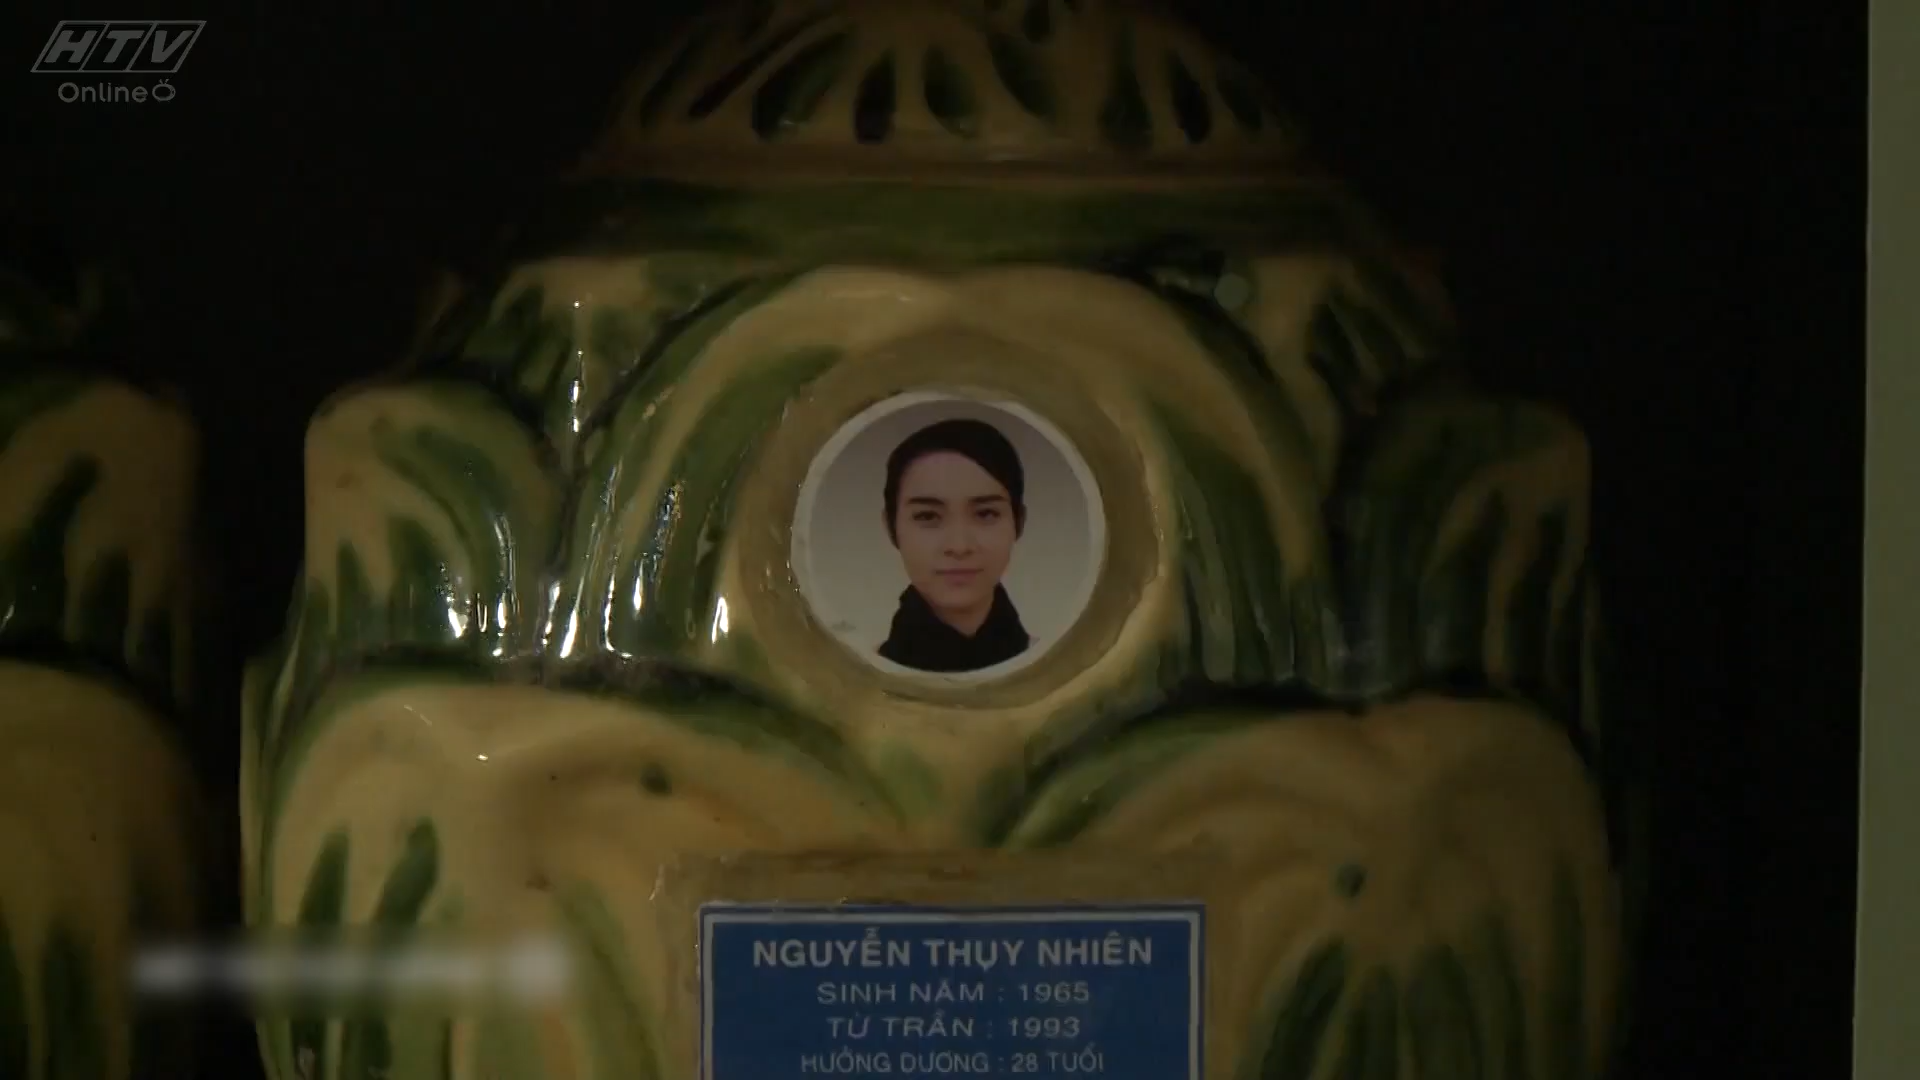 HTV
Online
NGUYỄN THỤY NHIÊN
SINH NĂM : 1965
TỪ TRẦN : 1993
HƯỞNG DƯƠNG : 28 TUỔI